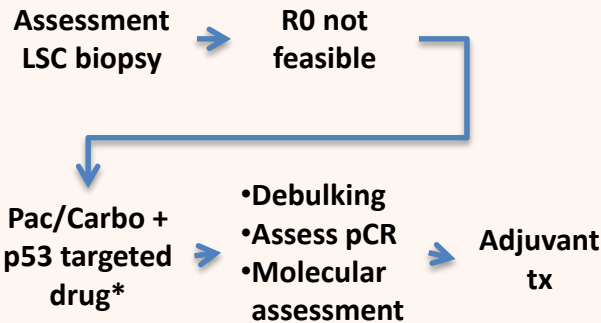 Assessment
LSC biopsy
R0 not
feasible
Pac/Carbo +
p53 targeted
drug*
•Debulking
•Assess pCR
•Molecular
assessment
Adjuvant
tx